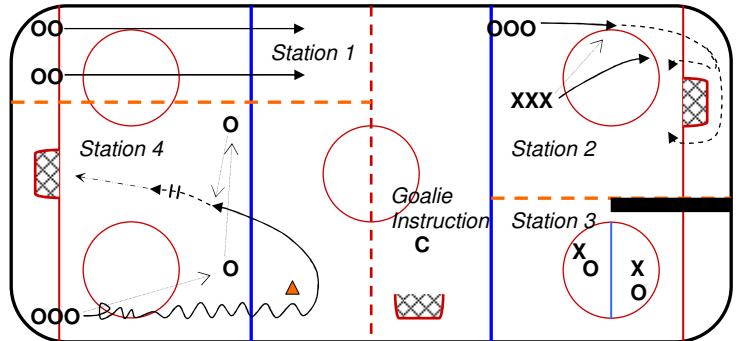 OO
OO
Station 1
OOO
XXX
Station 2
Station 4
O
Goalie
Instruction
C
Station 3
X
O
X
O
O
OOO